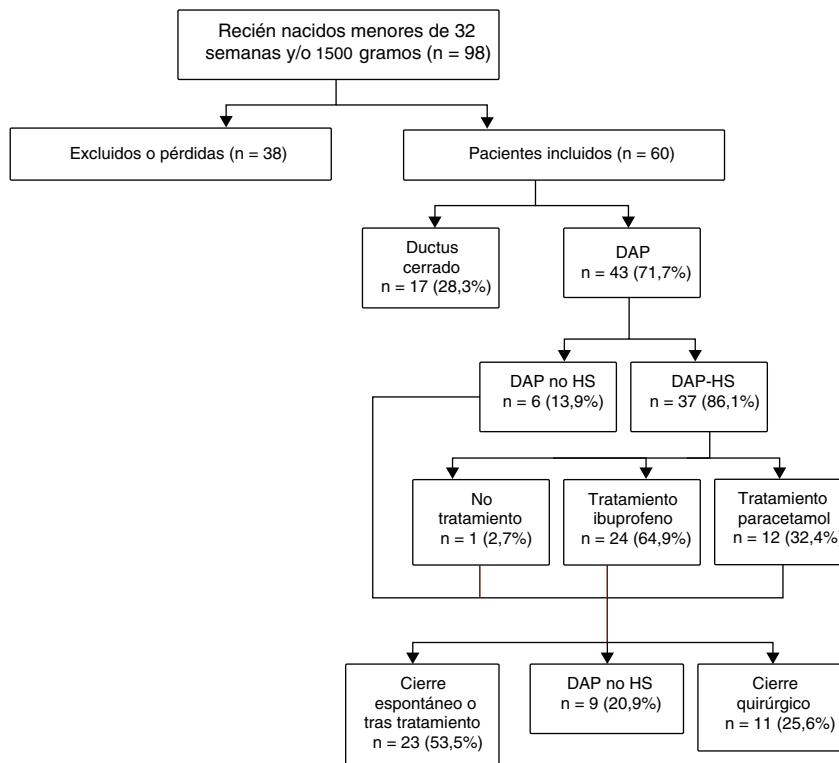 Recién nacidos menores de 32
semanas y/o 1500 gramos (n = 98)
Excluidos o pérdidas (n = 38)
Pacientes incluidos (n = 60)
Ductus
cerrado
n = 17 (28,3%)
DAP
n = 43 (71,7%)
DAP no HS
n = 6 (13,9%)
DAP-HS
n = 37 (86,1%)
No
tratamiento
n = 1 (2,7%)
Tratamiento
ibuprofeno
n = 24 (64,9%)
Tratamiento
paracetamol
n = 12 (32,4%)
Cierre
espontáneo o
tras tratamiento
n = 23 (53,5%)
DAP no HS
n = 9 (20,9%)
Cierre
quirúrgico
n = 11 (25,6%)